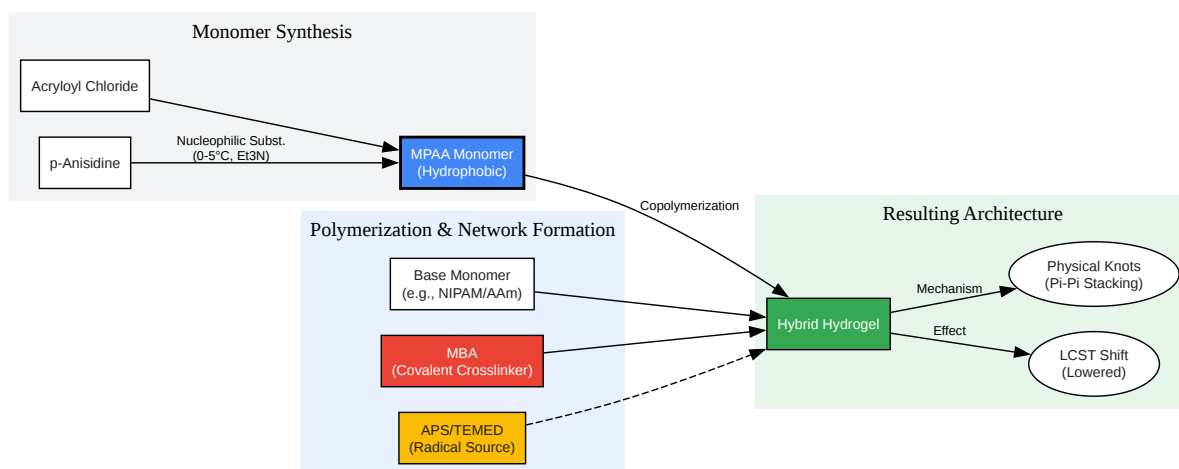 Monomer Synthesis
Acryloyl Chloride
p-Anisidine
Nucleophilic Subst.
(0-5°C, Et3N)
MPAA Monomer
(Hydrophobic)
Copolymerization
Polymerization & Network Formation
Base Monomer
(e.g., NIPAM/AAm)
MBA
(Covalent Crosslinker)
APS/TEMED
(Radical Source)
Resulting Architecture
Hybrid Hydrogel
Mechanism
Physical Knots
(Pi-Pi Stacking)
Effect
LCST Shift
(Lowered)